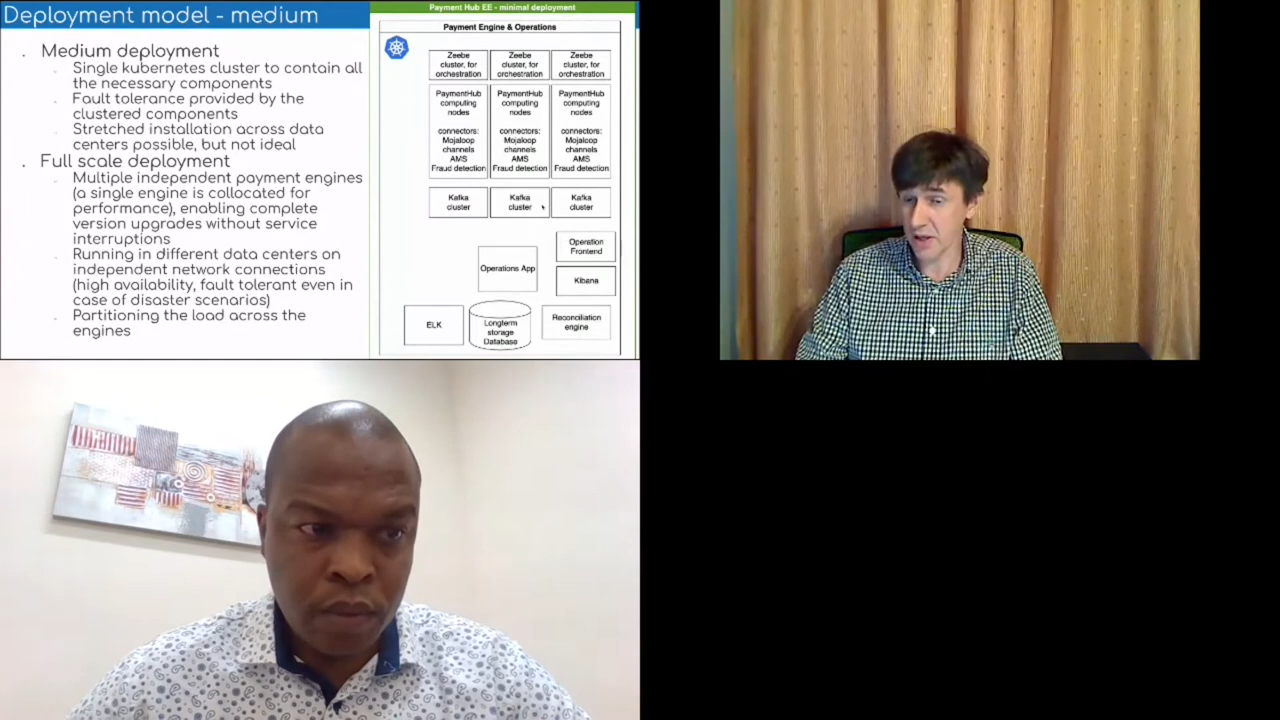 Deployment model - medium
Medium deployment
Single kubernetes cluster to contain all
the necessary components
Fault tolerance provided by the
clustered components
Stretched installation across data
centers possible, but not ideal
Full scale deployment
Multiple independent payment engines
(a single engine is collocated for
performance), enabling complete
version upgrades without service
interruptions
Running in different data centers on
independent network connections
(high availability, fault tolerant even in
case of disaster scenarios)
Partitioning the load across the
engines
Payment Hub EE - minimal deployment
Payment Engine & Operations
Zeebe
cluster, for
orchestration
Zeebe
cluster, for
orchestration
Zeebe
cluster, for
orchestration
PaymentHub
computing
nodes
connectors:
Mojaloop
channels
AMS
Fraud detection
PaymentHub
computing
nodes
connectors:
Mojaloop
channels
AMS
Fraud detection
PaymentHub
computing
nodes
connectors:
Mojaloop
channels
AMS
Fraud detection
Kafka
cluster
Kafka
cluster
Kafka
cluster
Operations App
Operation
Frontend
Kibana
ELK
Longterm
storage
Database
Reconciliation
engine